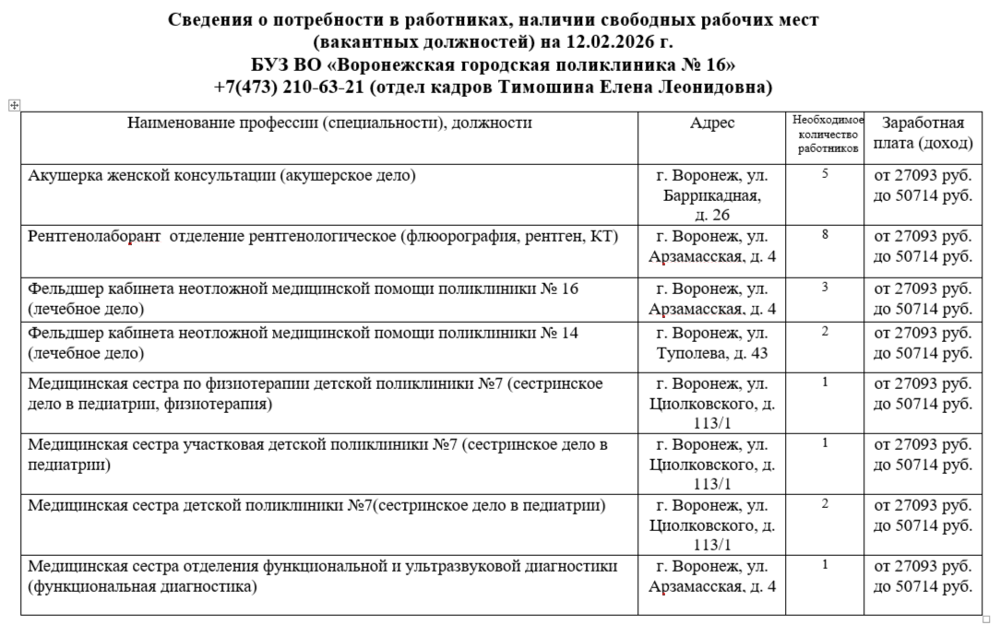 Сведения о потребности в работниках, наличии свободных рабочих мест
(вакантных должностей) на 12.02.2026 г.
БУЗ ВО «Воронежская городская поликлиника № 16»
+7(473) 210-63-21 (отдел кадров Тимошина Елена Леонидовна)
Наименование профессии (специальности), должности
Адрес
Необходимое
количество
работников
Заработная
плата (доход)
Акушерка женской консультации (акушерское дело)
г. Воронеж, ул.
Баррикадная,
д. 26
5
от 27093 руб.
до 50714 руб.
Рентгенолаборант  отделение рентгенологическое (флюорография, рентген, КТ)
г. Воронеж, ул.
Арзамасская, д. 4
8
от 27093 руб.
до 50714 руб.
Фельдшер кабинета неотложной медицинской помощи поликлиники № 16
(лечебное дело)
г. Воронеж, ул.
Арзамасская, д. 4
3
от 27093 руб.
до 50714 руб.
Фельдшер кабинета неотложной медицинской помощи поликлиники № 14
(лечебное дело)
г. Воронеж, ул.
Туполева, д. 43
2
от 27093 руб.
до 50714 руб.
Медицинская сестра по физиотерапии детской поликлиники №7 (сестринское
дело в педиатрии, физиотерапия)
г. Воронеж, ул.
Циолковского, д.
113/1
1
от 27093 руб.
до 50714 руб.
Медицинская сестра участковая детской поликлиники №7 (сестринское дело в
педиатрии)
г. Воронеж, ул.
Циолковского, д.
113/1
1
от 27093 руб.
до 50714 руб.
Медицинская сестра детской поликлиники №7(сестринское дело в педиатрии)
г. Воронеж, ул.
Циолковского, д.
113/1
2
от 27093 руб.
до 50714 руб.
Медицинская сестра отделения функциональной и ультразвуковой диагностики
(функциональная диагностика)
г. Воронеж, ул.
Арзамасская, д. 4
1
от 27093 руб.
до 50714 руб.